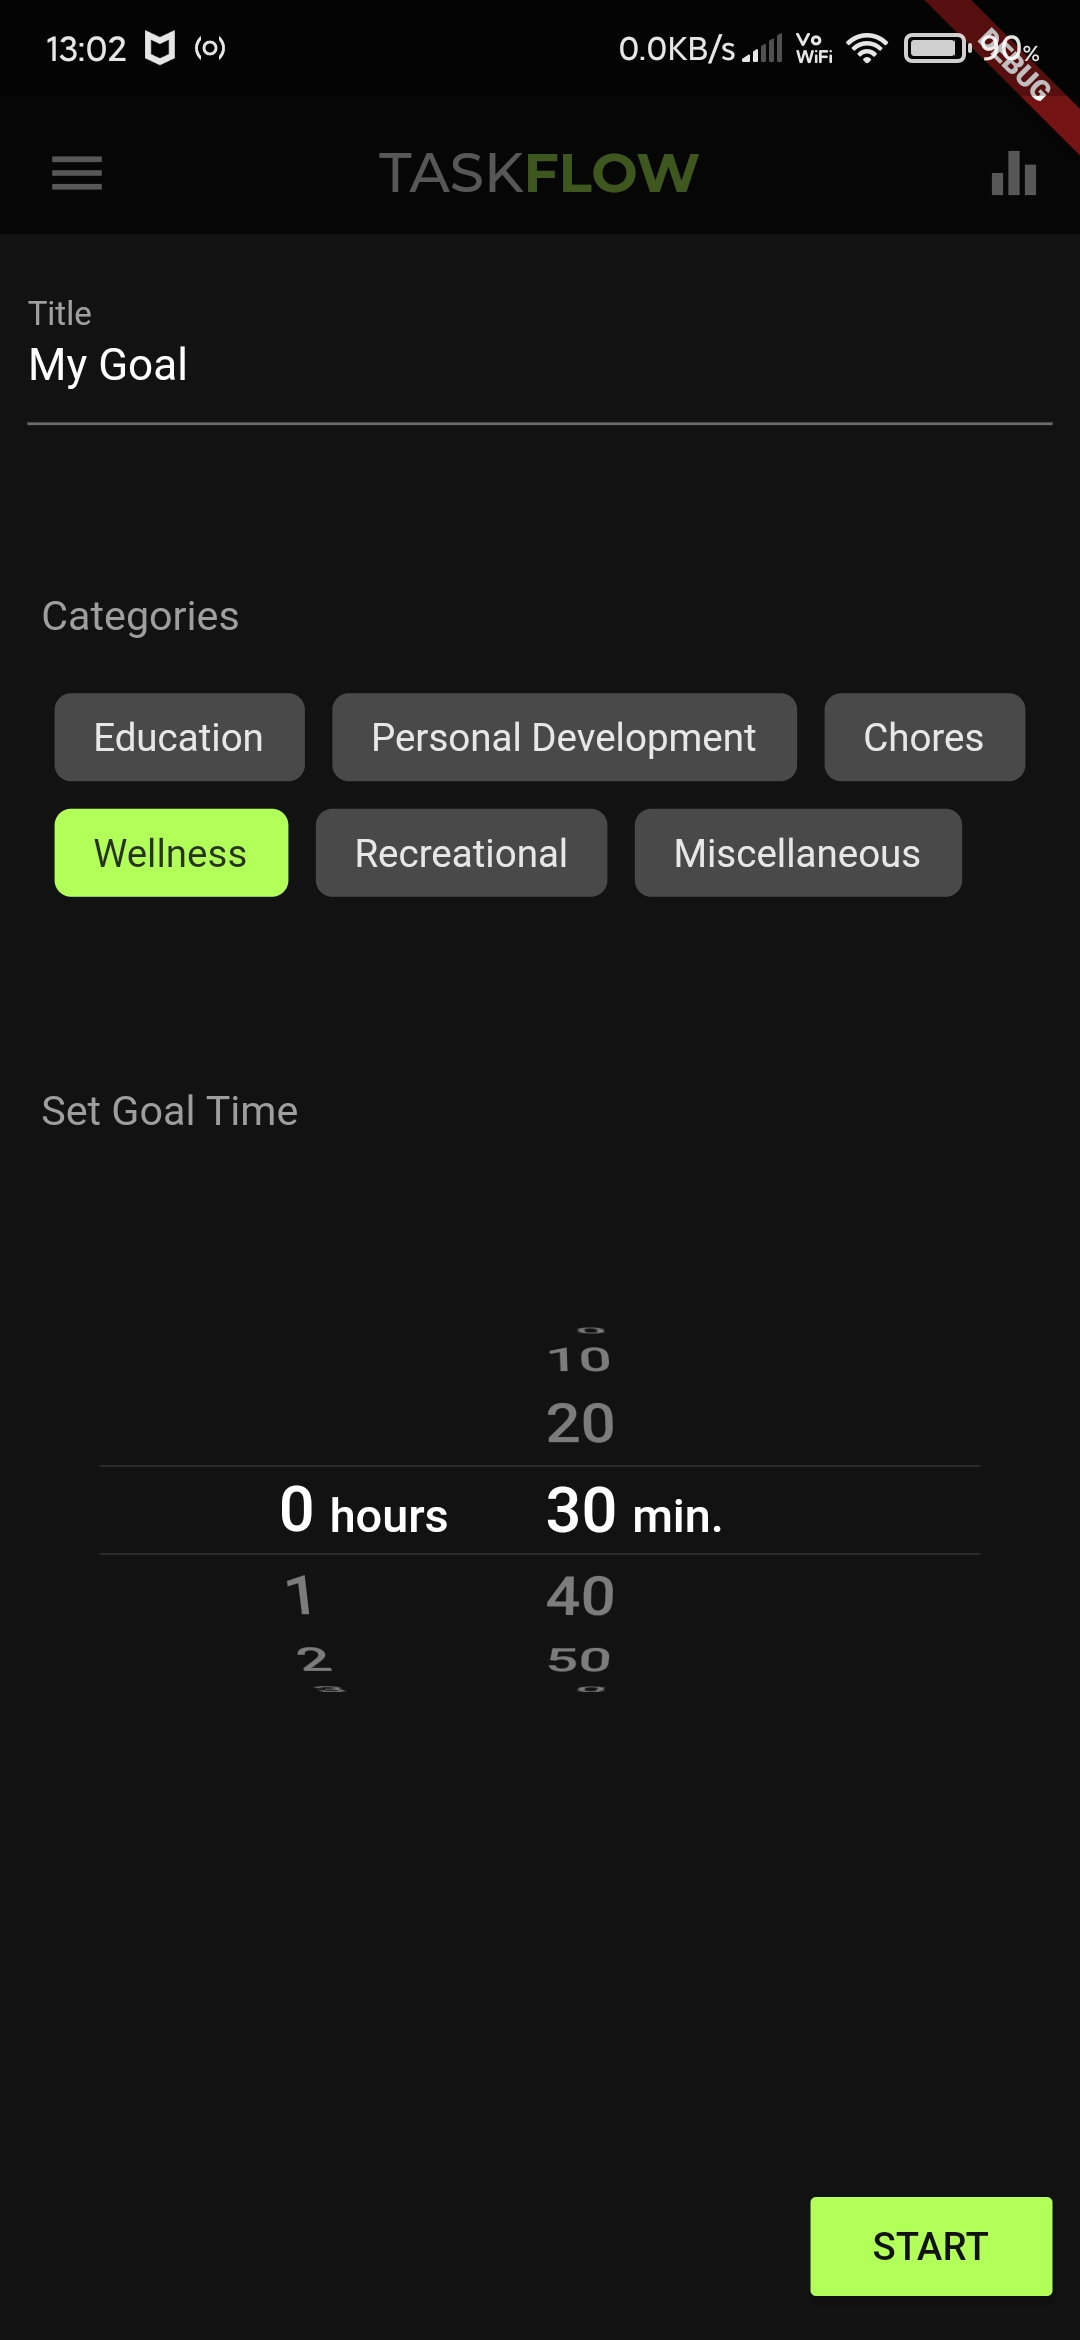 13:02 0.0KB/s Vo WiFi 90%
DEBUG
TASKFLOW
Title
My Goal
Categories
Education Personal Development Chores
Wellness Recreational Miscellaneous
Set Goal Time
0
10
20
0 hours 30 min.
1 40
2 50
3 0
START